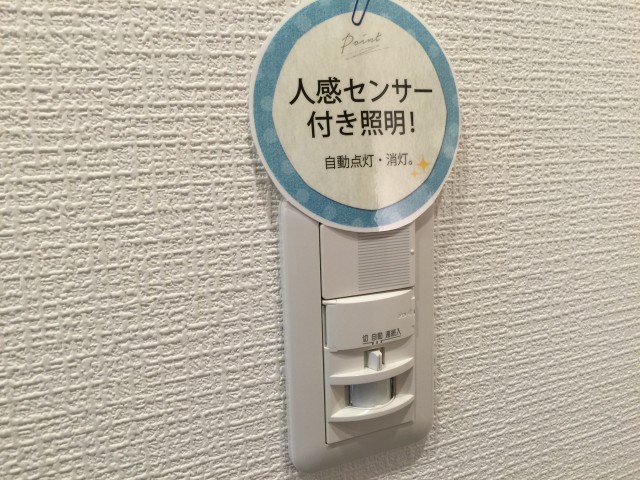 Point
人感センサー
付き照明!
自動点灯・消灯。
切 自動 連続入